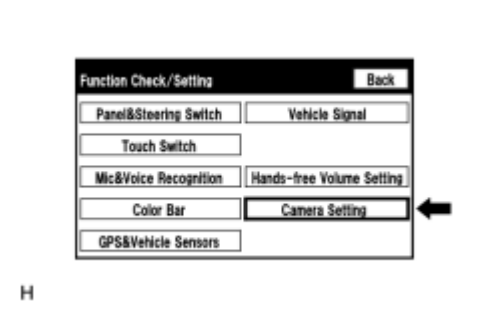 Function Check/Setting Back
Panel&Steering Switch Vehicle Signal
Touch Switch
Mic&Voice Recognition Hands-free Volume Setting
Color Bar Camera Setting
GPS&Vehicle Sensors
H